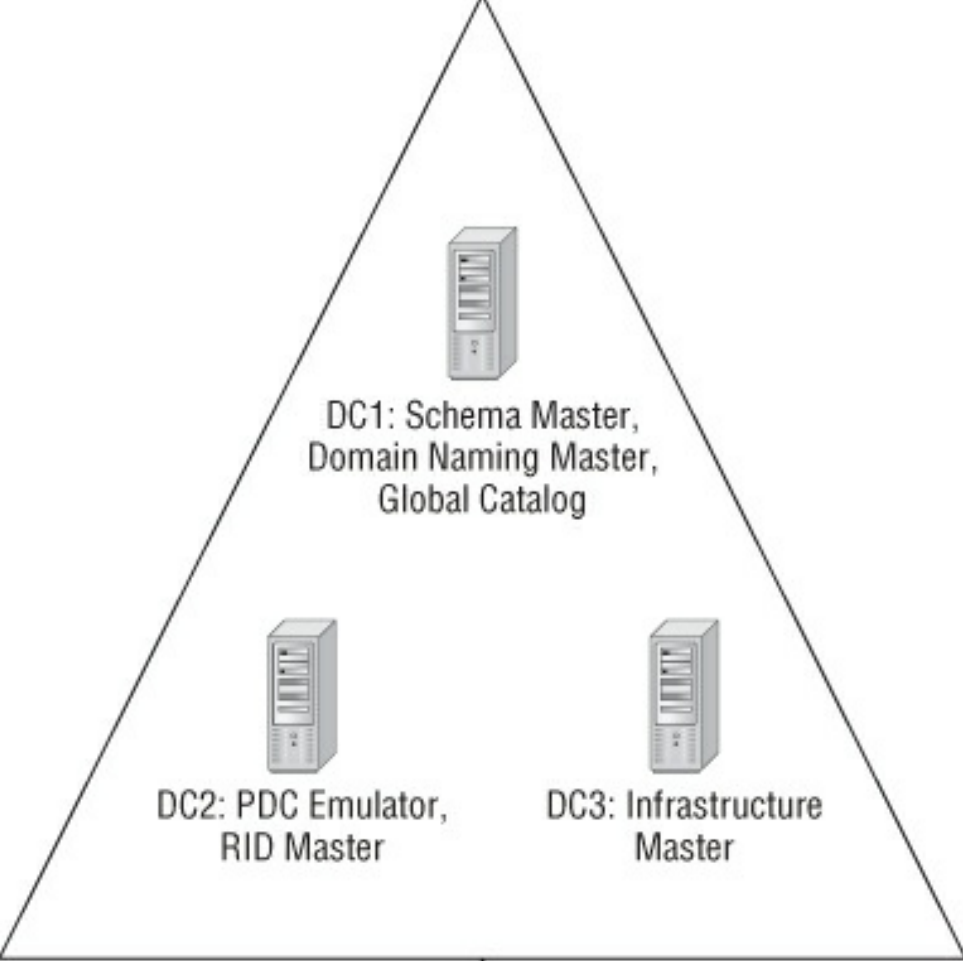 DC1: Schema Master,
Domain Naming Master,
Global Catalog
DC2: PDC Emulator,
RID Master
DC3: Infrastructure
Master